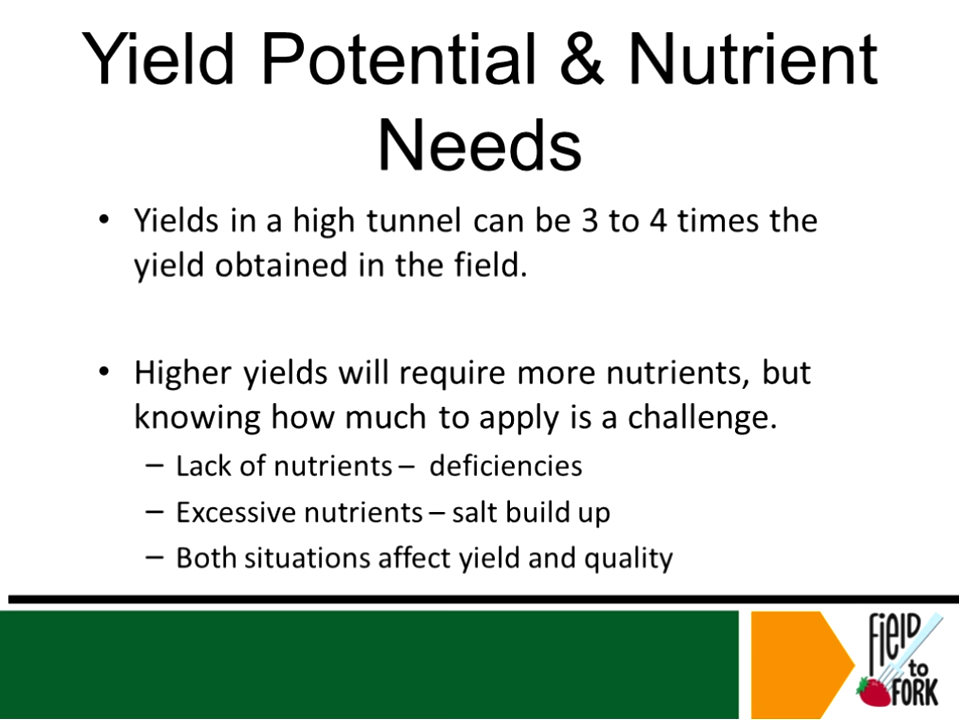 Yield Potential & Nutrient
Needs
• Yields in a high tunnel can be 3 to 4 times the
yield obtained in the field.
• Higher yields will require more nutrients, but
knowing how much to apply is a challenge.
– Lack of nutrients – deficiencies
– Excessive nutrients – salt build up
– Both situations affect yield and quality
field
to
FORK